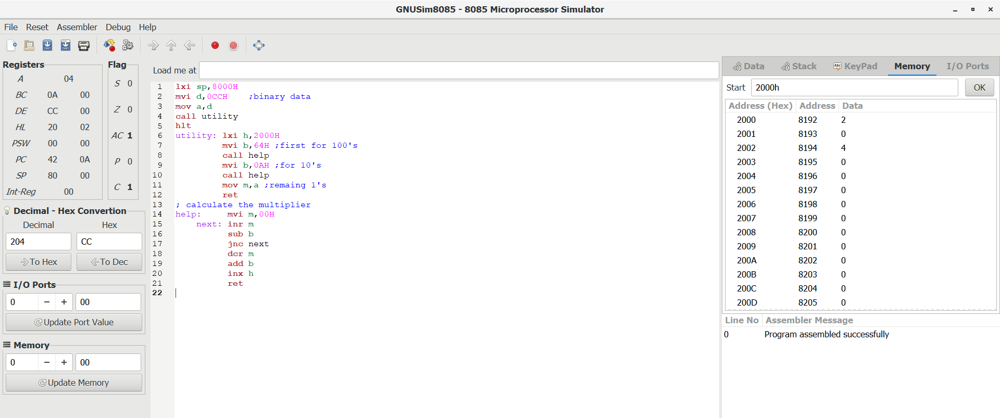 GNUSim8085 - 8085 Microprocessor Simulator
File Reset Assembler Debug Help
Registers
A 04
BC 0A 00
DE CC 00
HL 20 02
PSW 00 00
PC 42 0A
SP 80 00
Int-Reg 00
Flag
S 0
Z 0
AC 1
P 0
C 1
Decimal - Hex Convertion
Decimal Hex
204 CC
To Hex To Dec
I/O Ports
0 − + 00
Update Port Value
Memory
0 − + 00
Update Memory
Load me at
1 lxi sp,8000H
2 mvi d,0CCH ;binary data
3 mov a,d
4 call utility
5 hlt
6 utility: lxi h,2000H
7 mvi b,64H ;first for 100's
8 call help
9 mvi b,0AH ;for 10's
10 call help
11 mov m,a ;remaing 1's
12 ret
13 ; calculate the multiplier
14 help: mvi m,00H
15 next: inr m
16 sub b
17 jnc next
18 dcr m
19 add b
20 inx h
21 ret
22
Data Stack Abc KeyPad Memory I/O Ports
Start 2000h OK
Address (Hex) Address Data
2000 8192 2
2001 8193 0
2002 8194 4
2003 8195 0
2004 8196 0
2005 8197 0
2006 8198 0
2007 8199 0
2008 8200 0
2009 8201 0
200A 8202 0
200B 8203 0
200C 8204 0
200D 8205 0
Line No Assembler Message
0 Program assembled successfully